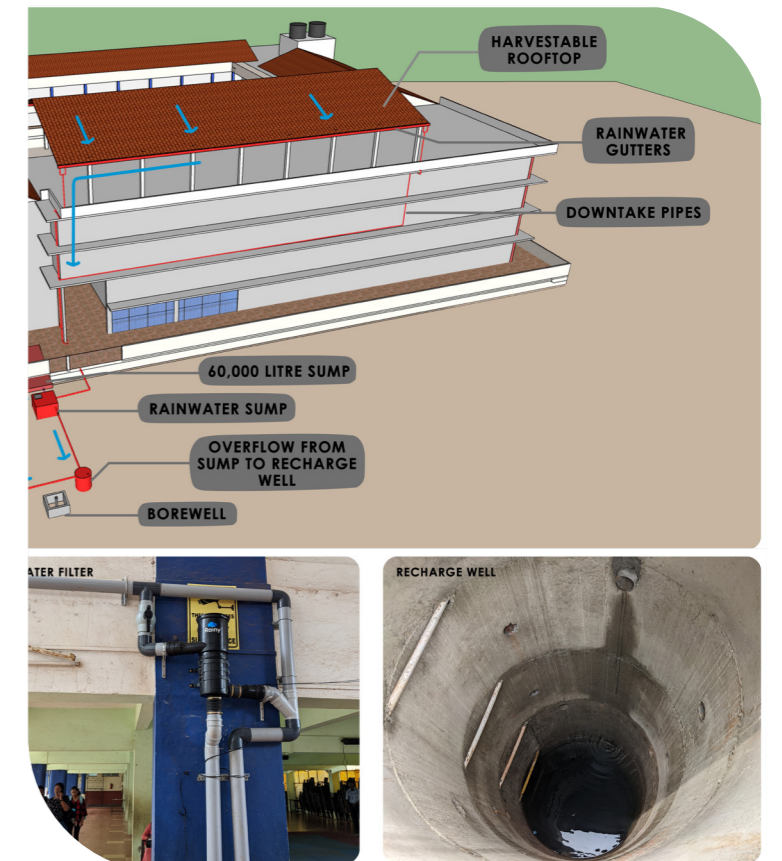 HARVESTABLE
ROOFTOP
RAINWATER
GUTTERS
DOWNTAKE PIPES
60,000 LITRE SUMP
RAINWATER SUMP
OVERFLOW FROM
SUMP TO RECHARGE
WELL
BOREWELL
ATER FILTER
Rainy
RECHARGE WELL